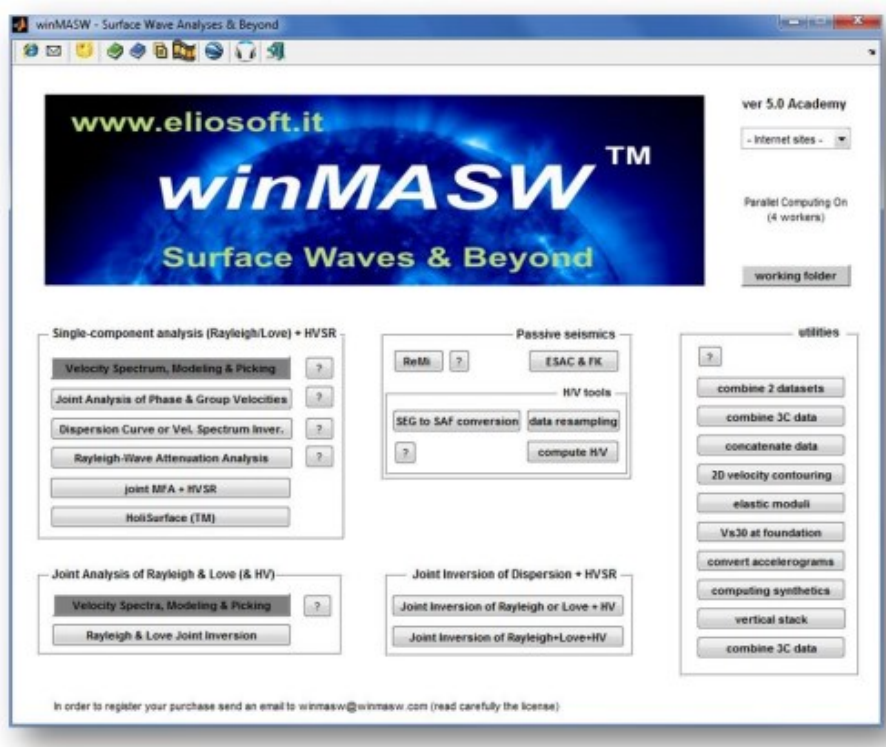 winMASW - Surface Wave Analyses & Beyond
www.eliosoft.it
winMASW™
Surface Waves & Beyond
ver 5.0 Academy
- Internet sites -
Parallel Computing On
(4 workers)
working folder
Single-component analysis (Rayleigh/Love) + HVSR
Velocity Spectrum, Modeling & Picking
?
Joint Analysis of Phase & Group Velocities
?
Dispersion Curve or Vel. Spectrum Inver.
?
Rayleigh-Wave Attenuation Analysis
?
joint MFA + HVSR
HoliSurface (TM)
Passive seismics
ReMi
?
ESAC & FK
H/V tools
SEG to SAF conversion
data resampling
?
compute H/V
utilities
?
combine 2 datasets
combine 3C data
concatenate data
2D velocity contouring
elastic moduli
Vs30 at foundation
convert accelerograms
computing synthetics
vertical stack
combine 3C data
Joint Analysis of Rayleigh & Love (& HV)
Velocity Spectra, Modeling & Picking
?
Rayleigh & Love Joint Inversion
Joint Inversion of Dispersion + HVSR
Joint Inversion of Rayleigh or Love + HV
Joint Inversion of Rayleigh+Love+HV
In order to register your purchase send an email to winmasw@winmasw.com (read carefully the license)